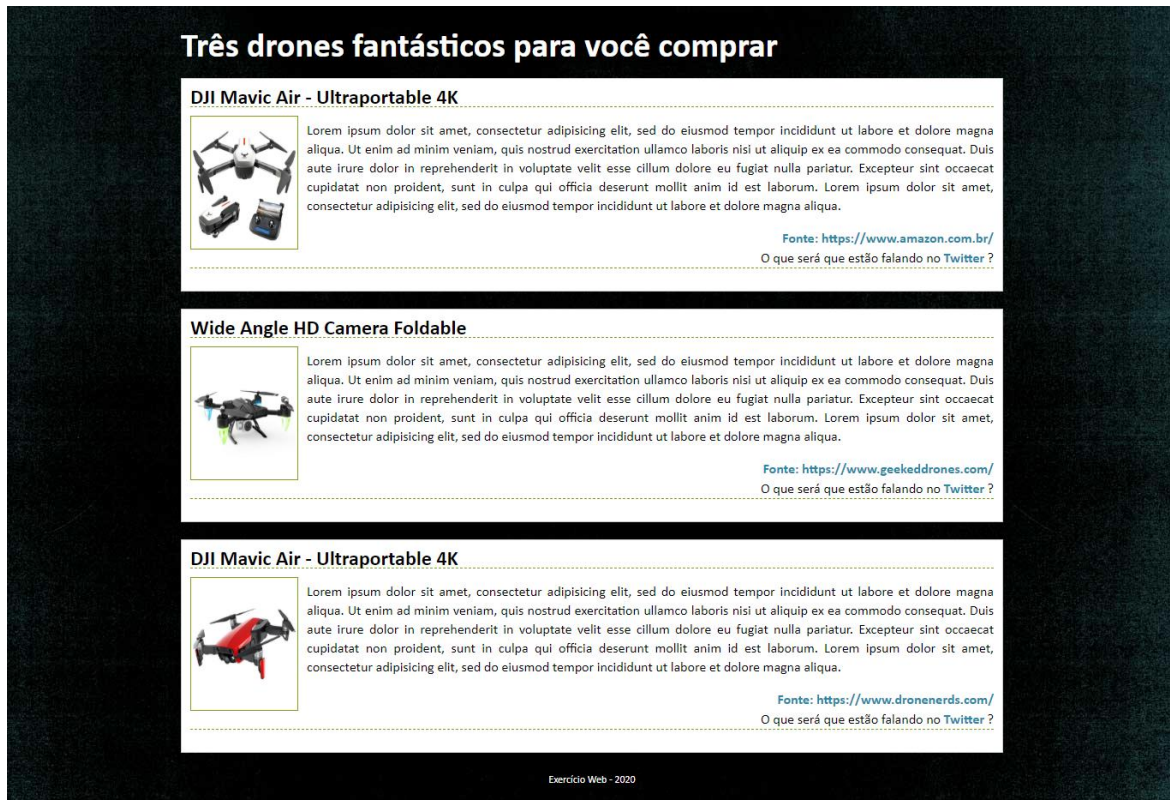 Três drones fantásticos para você comprar
DJI Mavic Air - Ultraportable 4K
Lorem ipsum dolor sit amet, consectetur adipisicing elit, sed do eiusmod tempor incididunt ut labore et dolore magna
aliqua. Ut enim ad minim veniam, quis nostrud exercitation ullamco laboris nisi ut aliquip ex ea commodo consequat. Duis
aute irure dolor in reprehenderit in voluptate velit esse cillum dolore eu fugiat nulla pariatur. Excepteur sint occaecat
cupidatat non proident, sunt in culpa qui officia deserunt mollit anim id est laborum. Lorem ipsum dolor sit amet,
consectetur adipisicing elit, sed do eiusmod tempor incididunt ut labore et dolore magna aliqua.
Fonte: https://www.amazon.com.br/
O que será que estão falando no Twitter ?
Wide Angle HD Camera Foldable
Lorem ipsum dolor sit amet, consectetur adipisicing elit, sed do eiusmod tempor incididunt ut labore et dolore magna
aliqua. Ut enim ad minim veniam, quis nostrud exercitation ullamco laboris nisi ut aliquip ex ea commodo consequat. Duis
aute irure dolor in reprehenderit in voluptate velit esse cillum dolore eu fugiat nulla pariatur. Excepteur sint occaecat
cupidatat non proident, sunt in culpa qui officia deserunt mollit anim id est laborum. Lorem ipsum dolor sit amet,
consectetur adipisicing elit, sed do eiusmod tempor incididunt ut labore et dolore magna aliqua.
Fonte: https://www.geekeddrones.com/
O que será que estão falando no Twitter ?
DJI Mavic Air - Ultraportable 4K
Lorem ipsum dolor sit amet, consectetur adipisicing elit, sed do eiusmod tempor incididunt ut labore et dolore magna
aliqua. Ut enim ad minim veniam, quis nostrud exercitation ullamco laboris nisi ut aliquip ex ea commodo consequat. Duis
aute irure dolor in reprehenderit in voluptate velit esse cillum dolore eu fugiat nulla pariatur. Excepteur sint occaecat
cupidatat non proident, sunt in culpa qui officia deserunt mollit anim id est laborum. Lorem ipsum dolor sit amet,
consectetur adipisicing elit, sed do eiusmod tempor incididunt ut labore et dolore magna aliqua.
Fonte: https://www.dronenerds.com/
O que será que estão falando no Twitter ?
Exercício Web - 2020